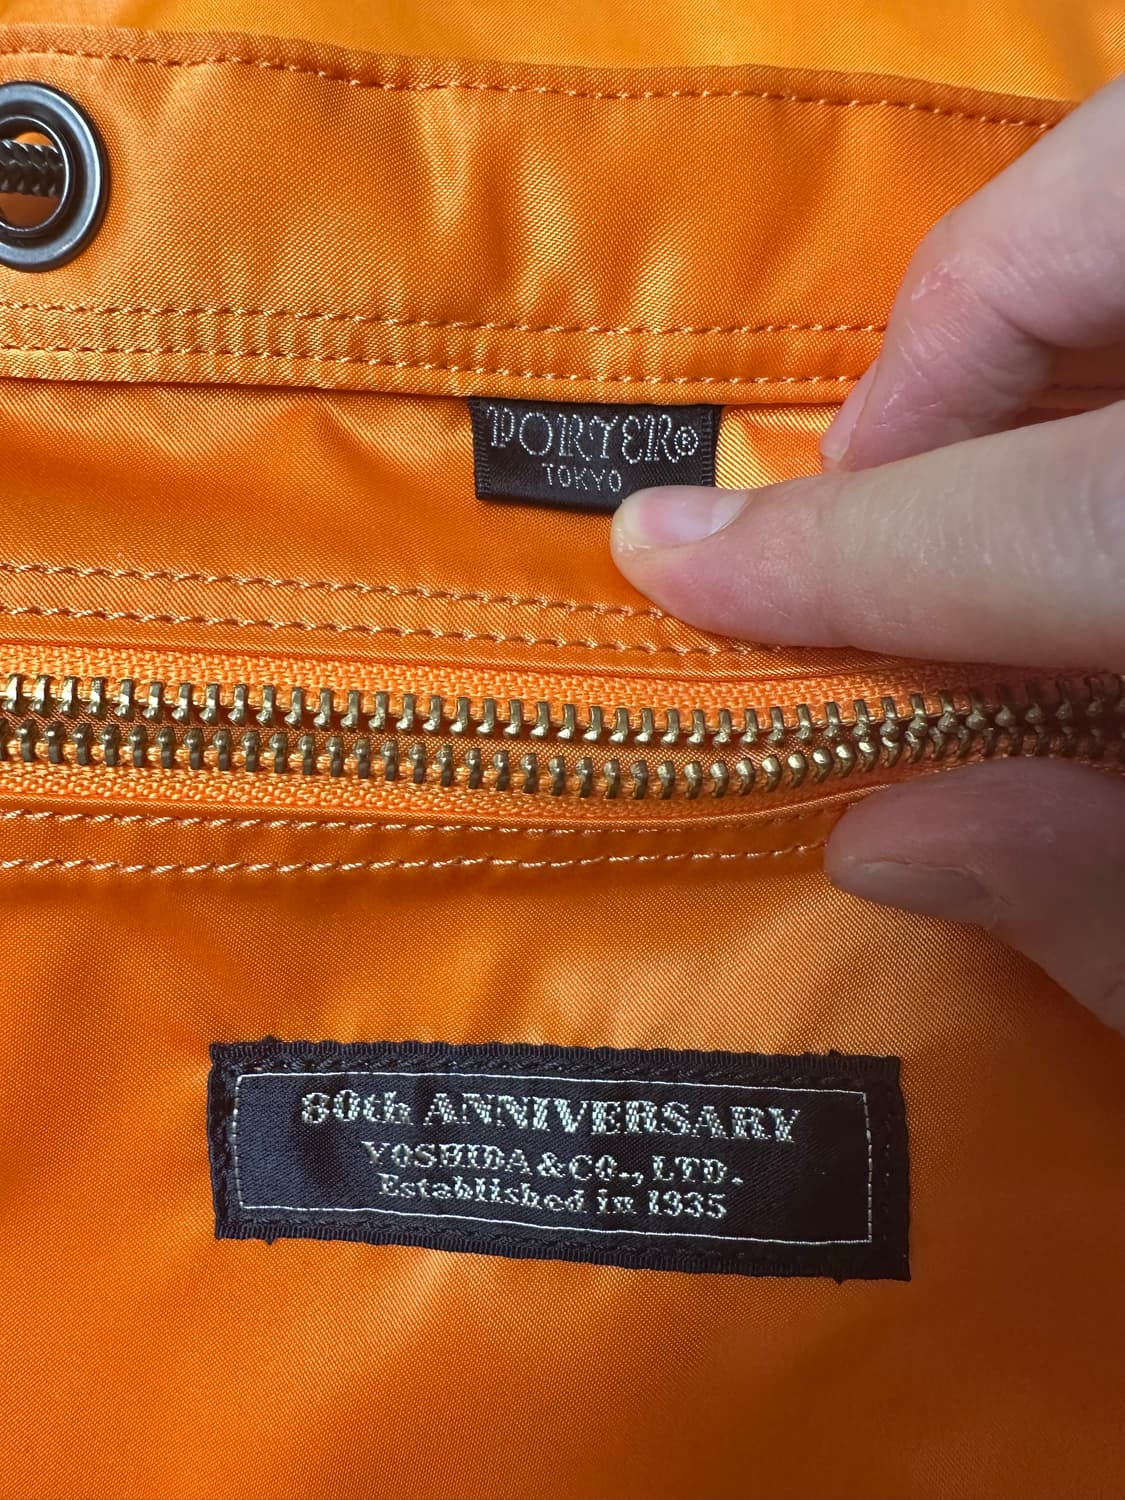 PORTER®
TOKYO
80th ANNIVERSARY
YOSHIDA & CO., LTD.
Established in 1935